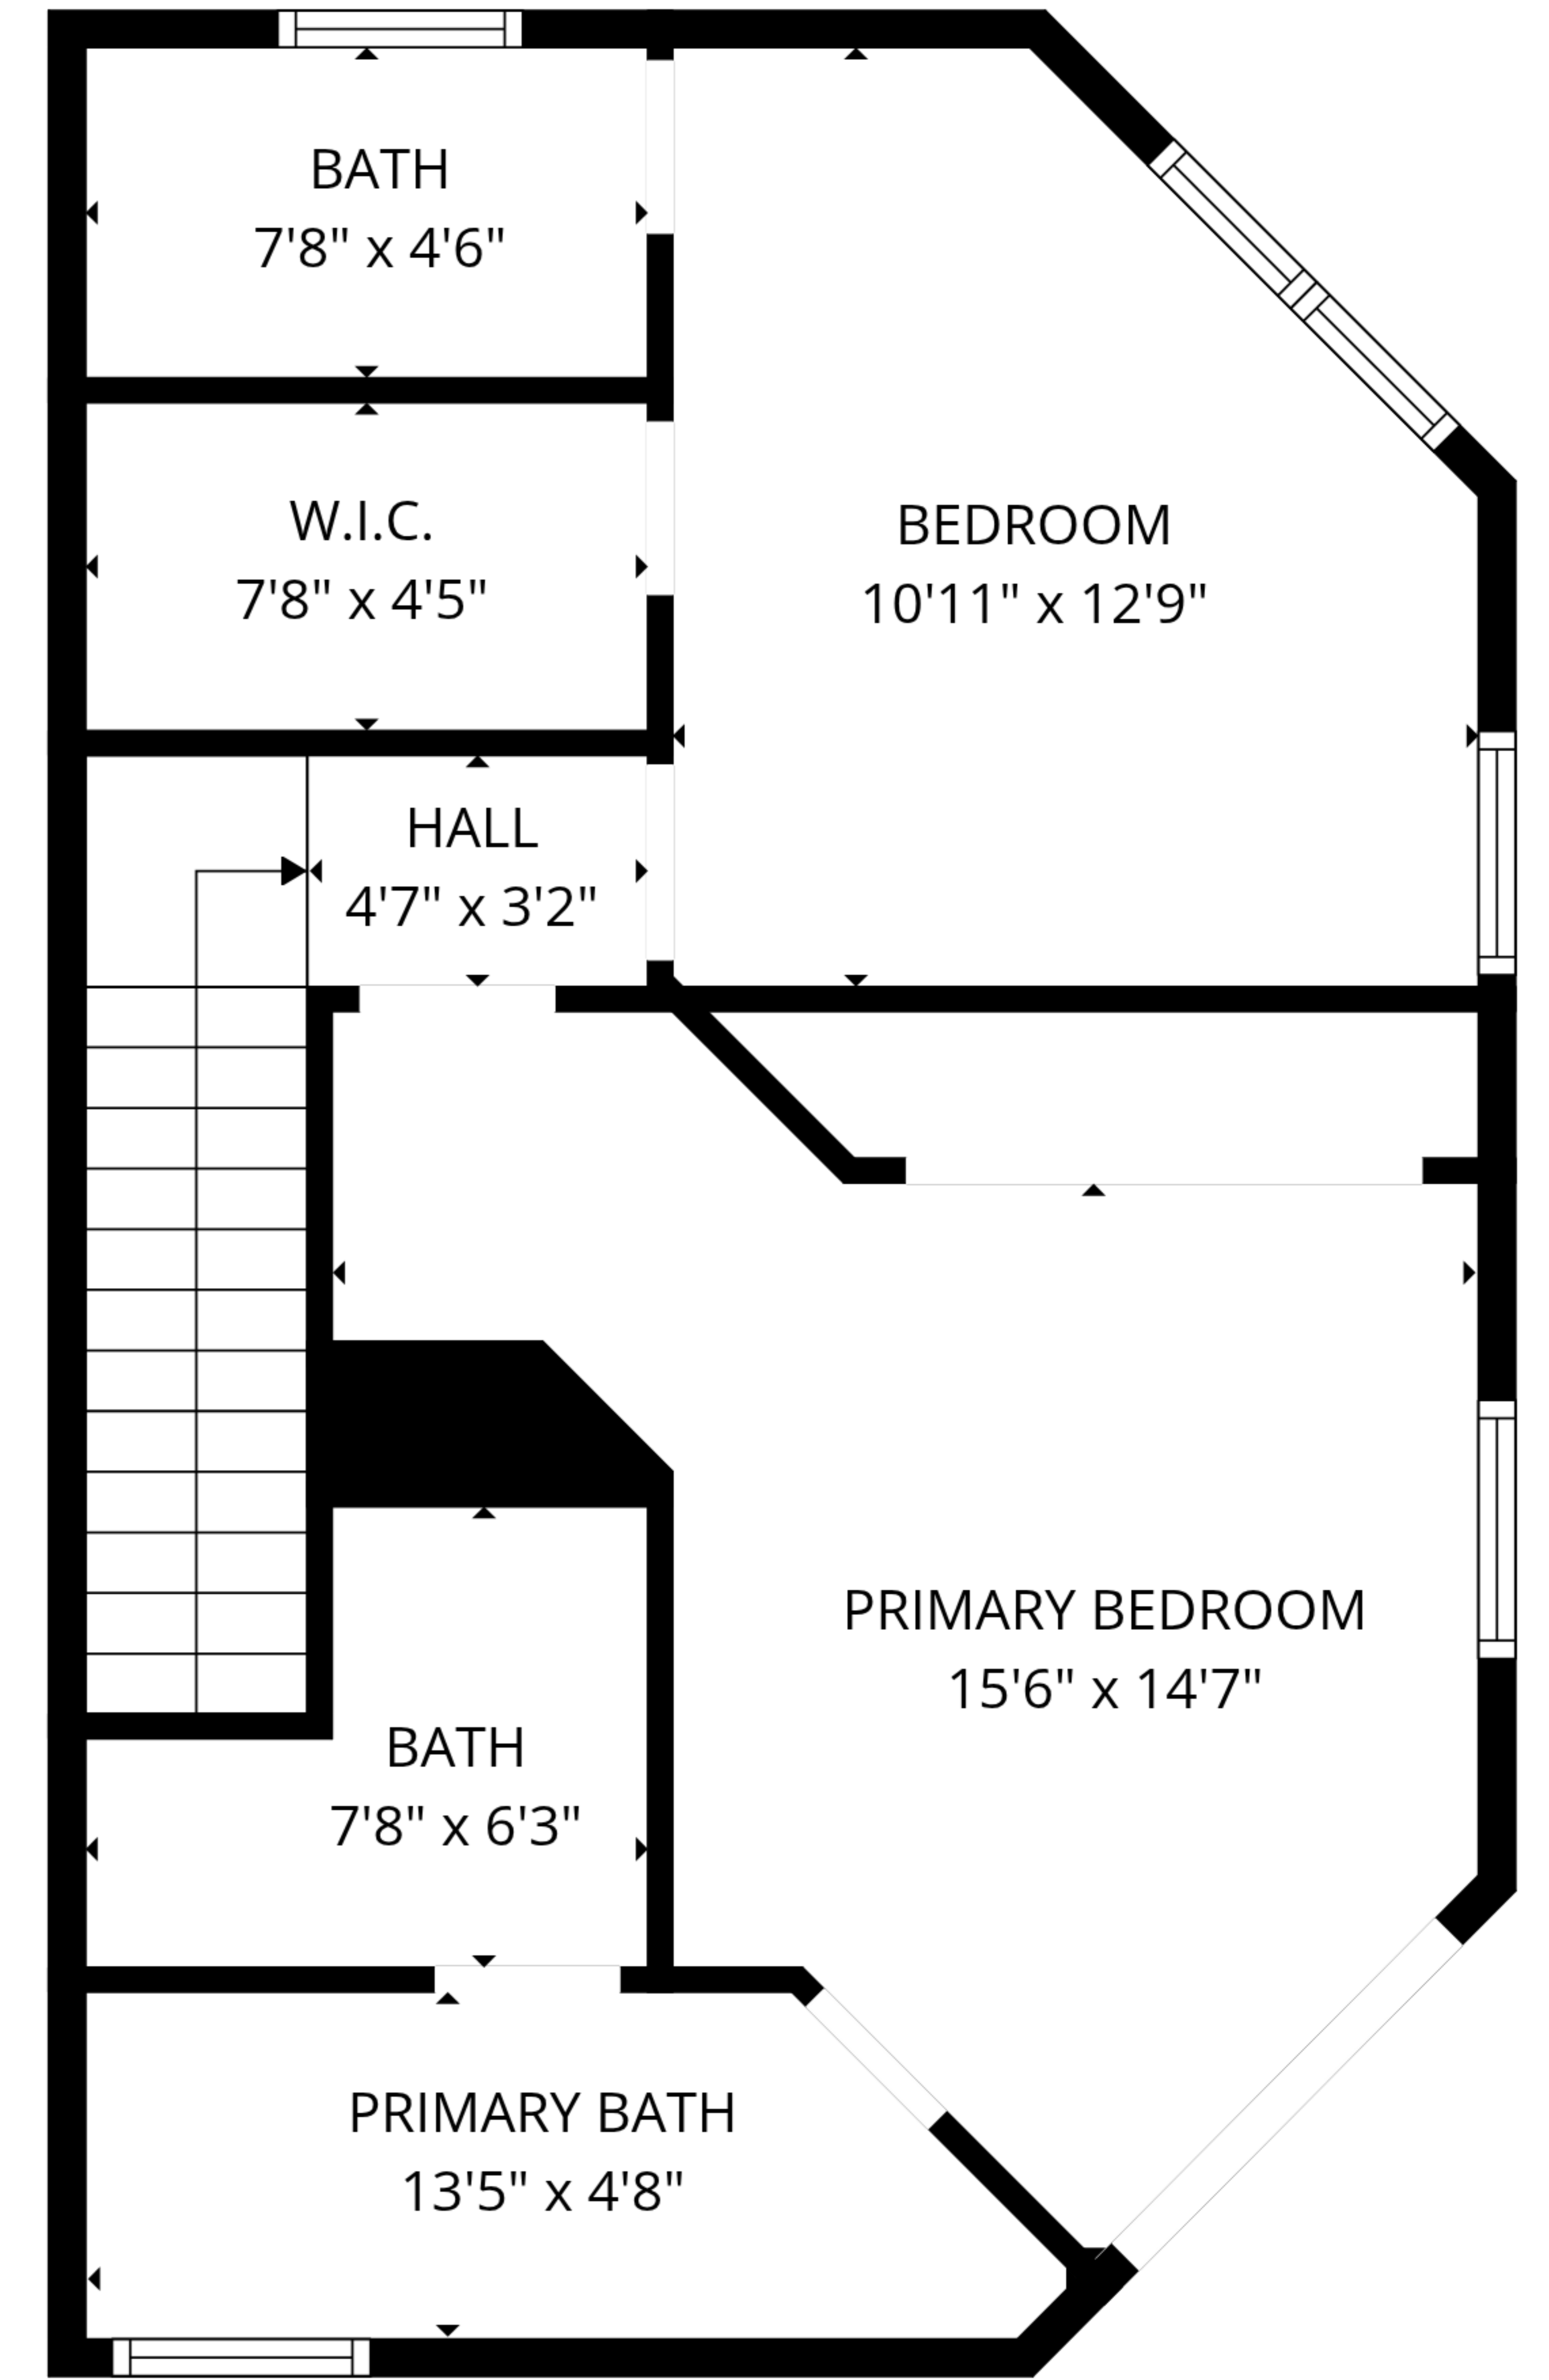 BATH
7'8" x 4'6"
W.I.C.
7'8" x 4'5"
BEDROOM
10'11" x 12'9"
HALL
4'7" x 3'2"
PRIMARY BEDROOM
15'6" x 14'7"
BATH
7'8" x 6'3"
PRIMARY BATH
13'5" x 4'8"